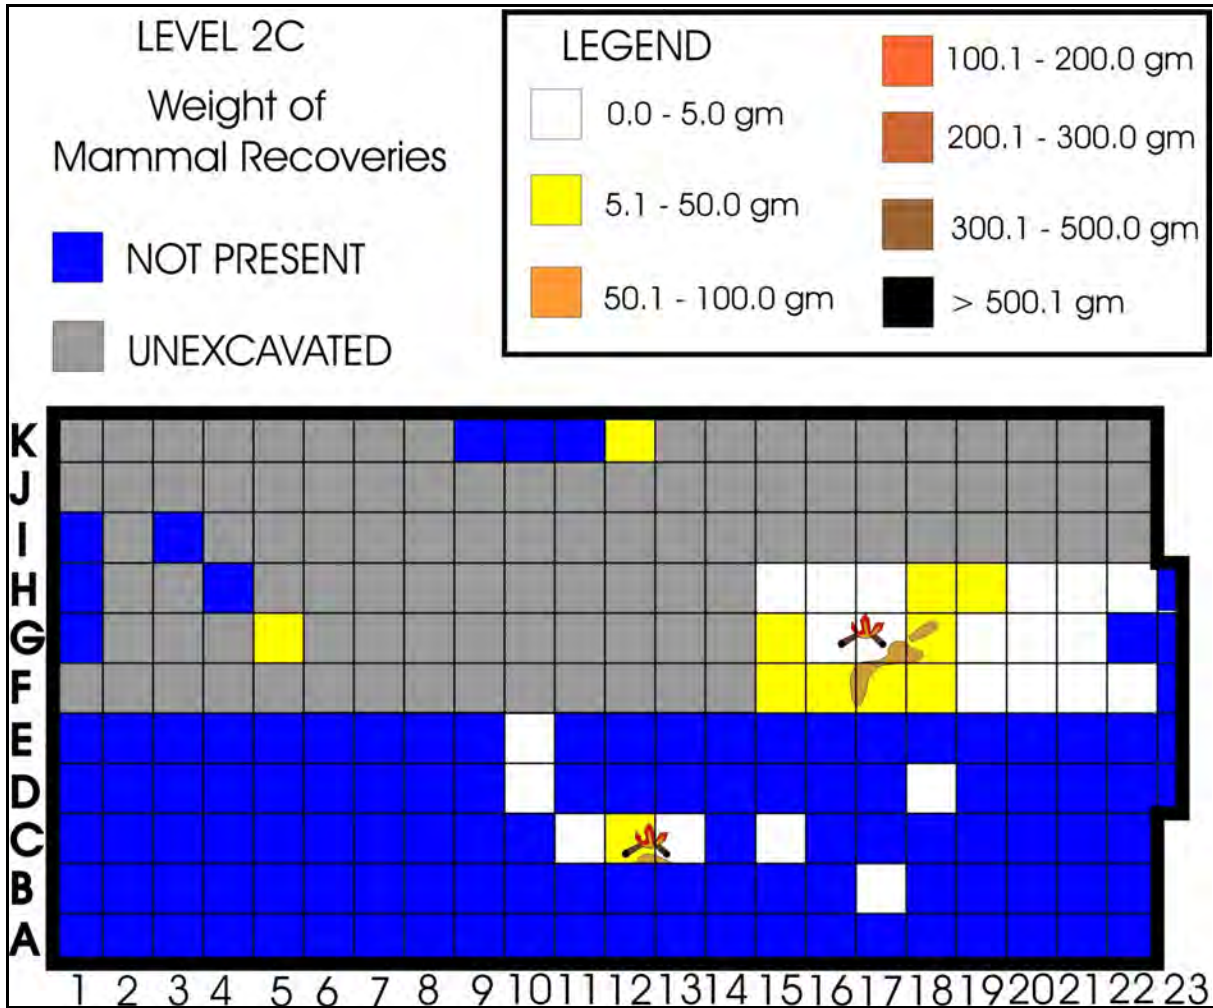 LEVEL 2C
Weight of
Mammal Recoveries
NOT PRESENT
UNEXCAVATED
LEGEND
0.0 - 5.0 gm
5.1 - 50.0 gm
50.1 - 100.0 gm
100.1 - 200.0 gm
200.1 - 300.0 gm
300.1 - 500.0 gm
> 500.1 gm
K
J
I
H
G
F
E
D
C
B
A
1 2 3 4 5 6 7 8 9 10 11 12 13 14 15 16 17 18 19 20 21 22 23